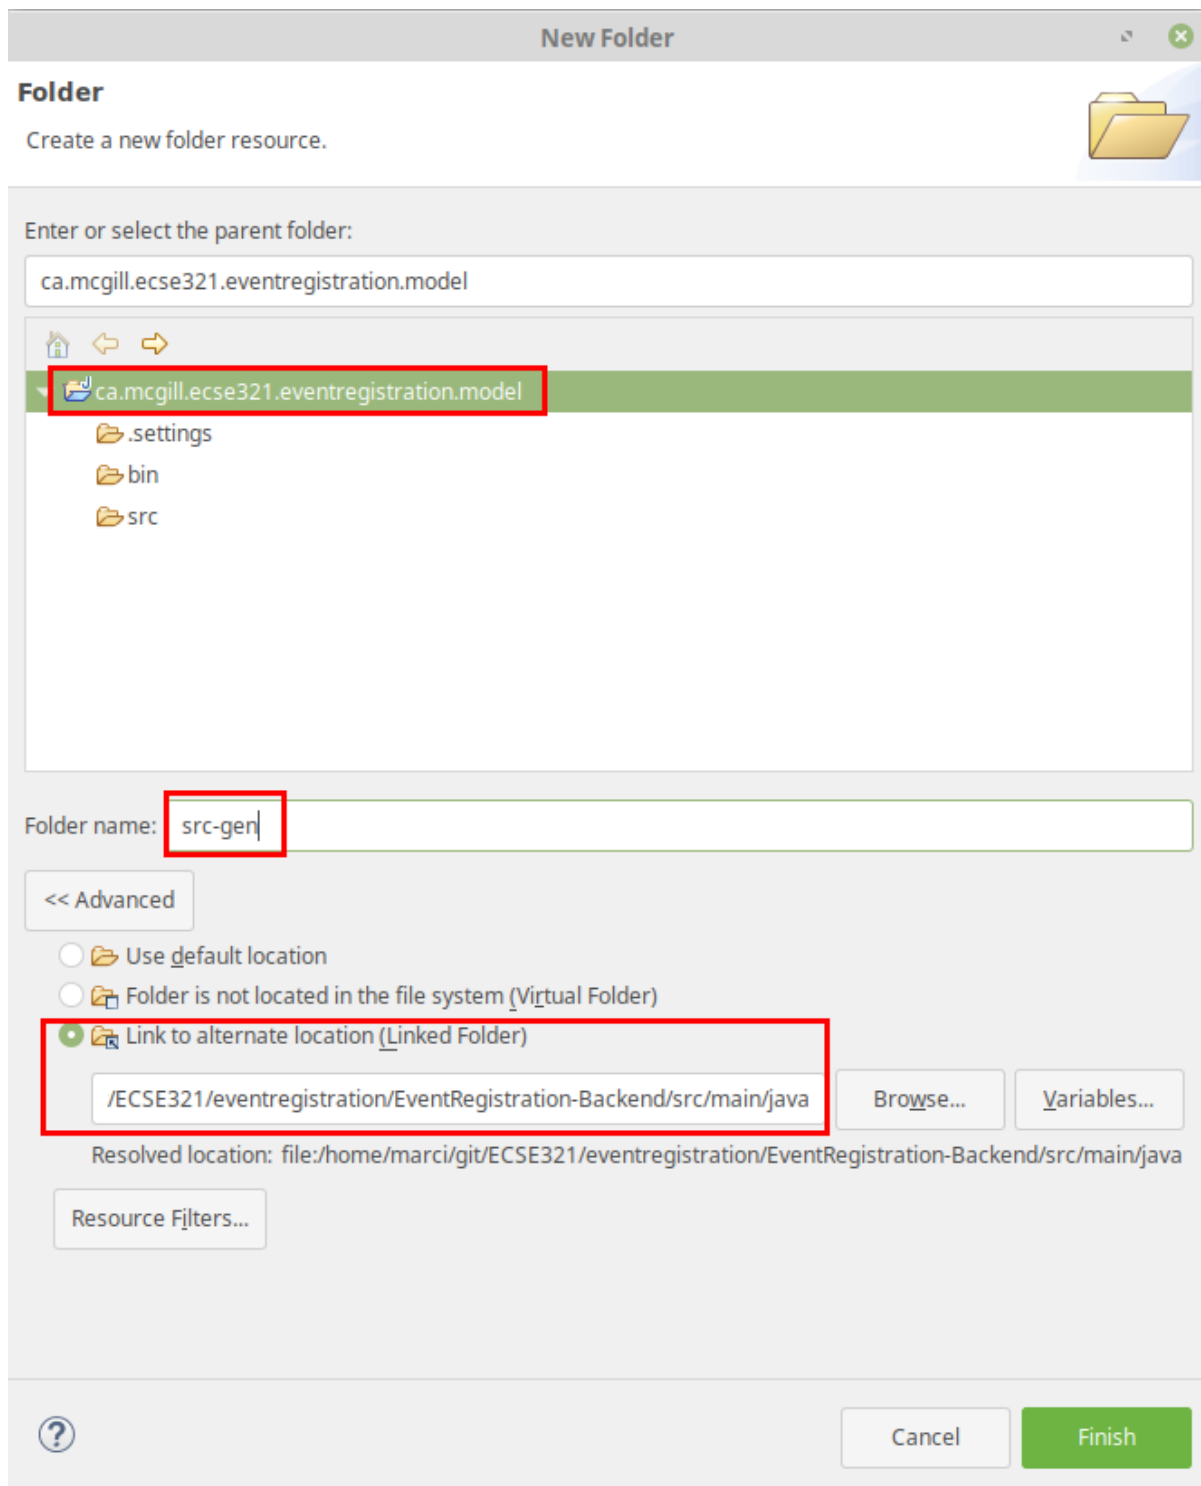 New Folder
Folder
Create a new folder resource.
Enter or select the parent folder:
ca.mcgill.ecse321.eventregistration.model
ca.mcgill.ecse321.eventregistration.model
.settings
bin
src
Folder name: src-gen
<< Advanced
Use default location
Folder is not located in the file system (Virtual Folder)
Link to alternate location (Linked Folder)
/ECSE321/eventregistration/EventRegistration-Backend/src/main/java Browse... Variables...
Resolved location: file:/home/marci/git/ECSE321/eventregistration/EventRegistration-Backend/src/main/java
Resource Filters...
? Cancel Finish